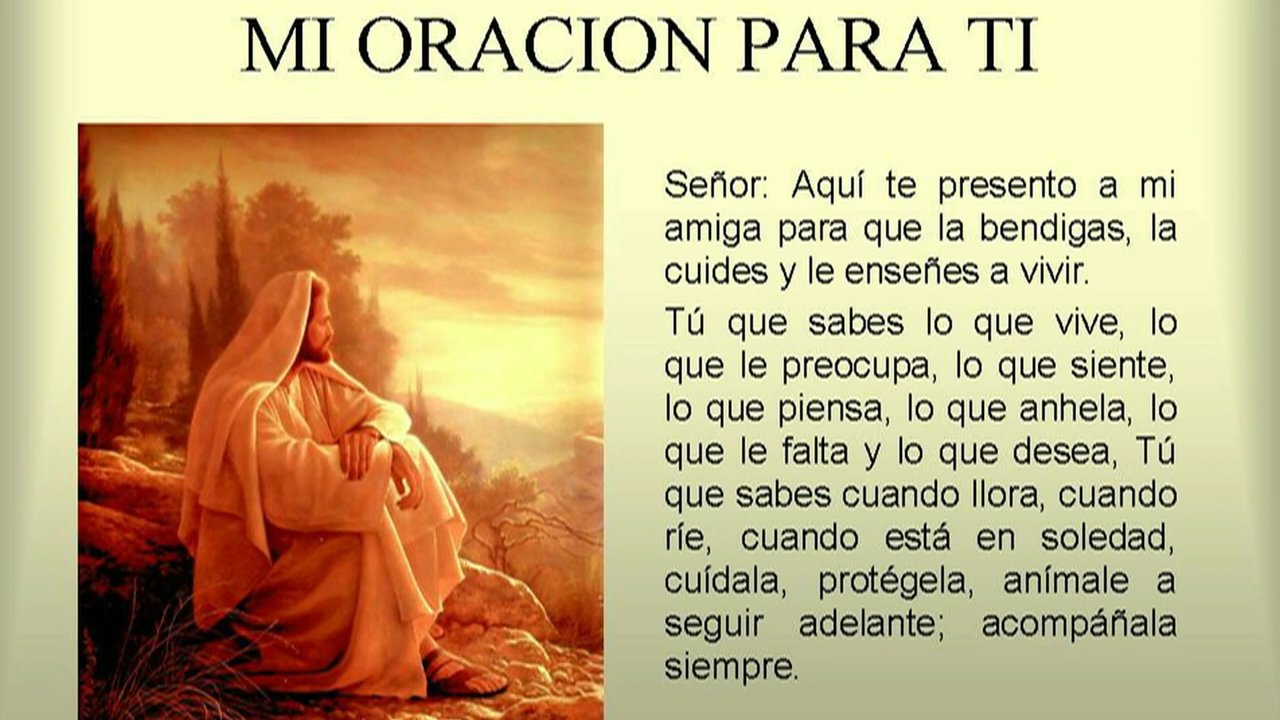 MI ORACION PARA TI
Señor: Aquí te presento a mi
amiga para que la bendigas, la
cuides y le enseñes a vivir.
Tú que sabes lo que vive, lo
que le preocupa, lo que siente,
lo que piensa, lo que anhela, lo
que le falta y lo que desea, Tú
que sabes cuando llora, cuando
ríe, cuando está en soledad,
cuídala, protégela, anímale a
seguir adelante; acompáñala
siempre.